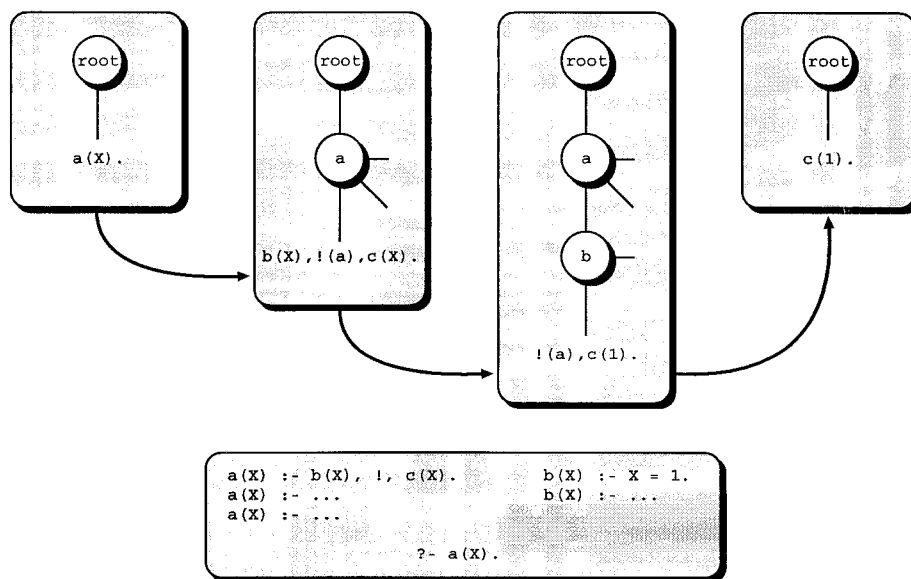 root
a(X).
root
a
b(X),!(a),c(X).
root
a
b
!(a),c(1).
root
c(1).
a(X) :- b(X), !, c(X). b(X) :- X = 1.
a(X) :- ... b(X) :- ...
a(X) :- ...
?- a(X).